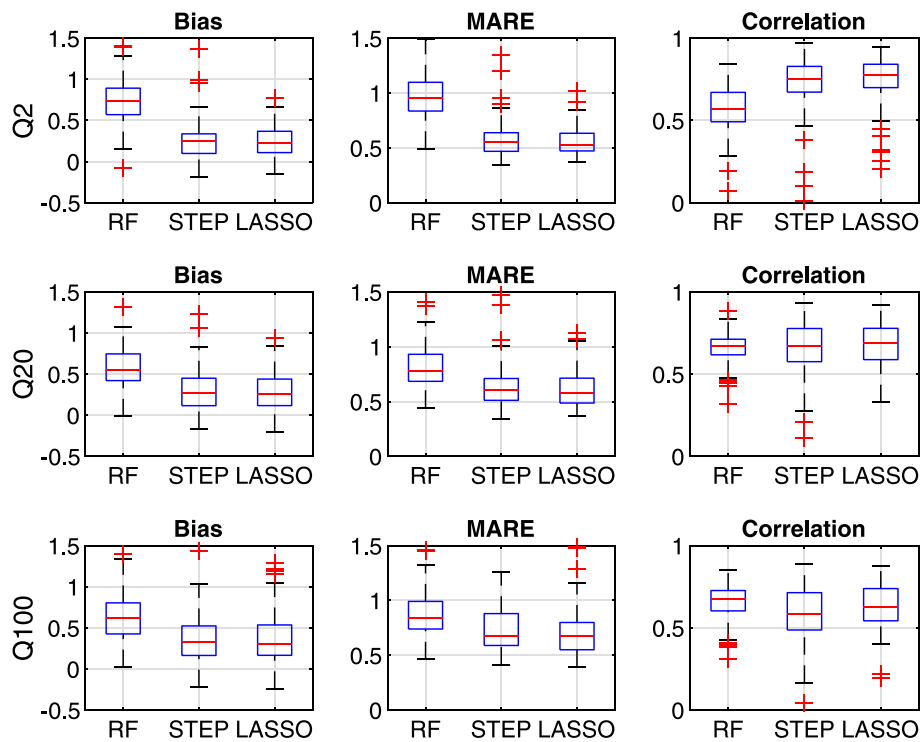 Bias MARE Correlation
1.5 1.5 1
1
Q2 0.5 1 0.5
0 0.5
-0.5 0 0
RF STEP LASSO RF STEP LASSO RF STEP LASSO
Bias MARE Correlation
1.5 1.5 1
1
Q20 0.5 1 0.5
0 0.5
-0.5 0 0
RF STEP LASSO RF STEP LASSO RF STEP LASSO
Bias MARE Correlation
1.5 1.5 1
1
Q100 0.5 1 0.5
0 0.5
-0.5 0 0
RF STEP LASSO RF STEP LASSO RF STEP LASSO